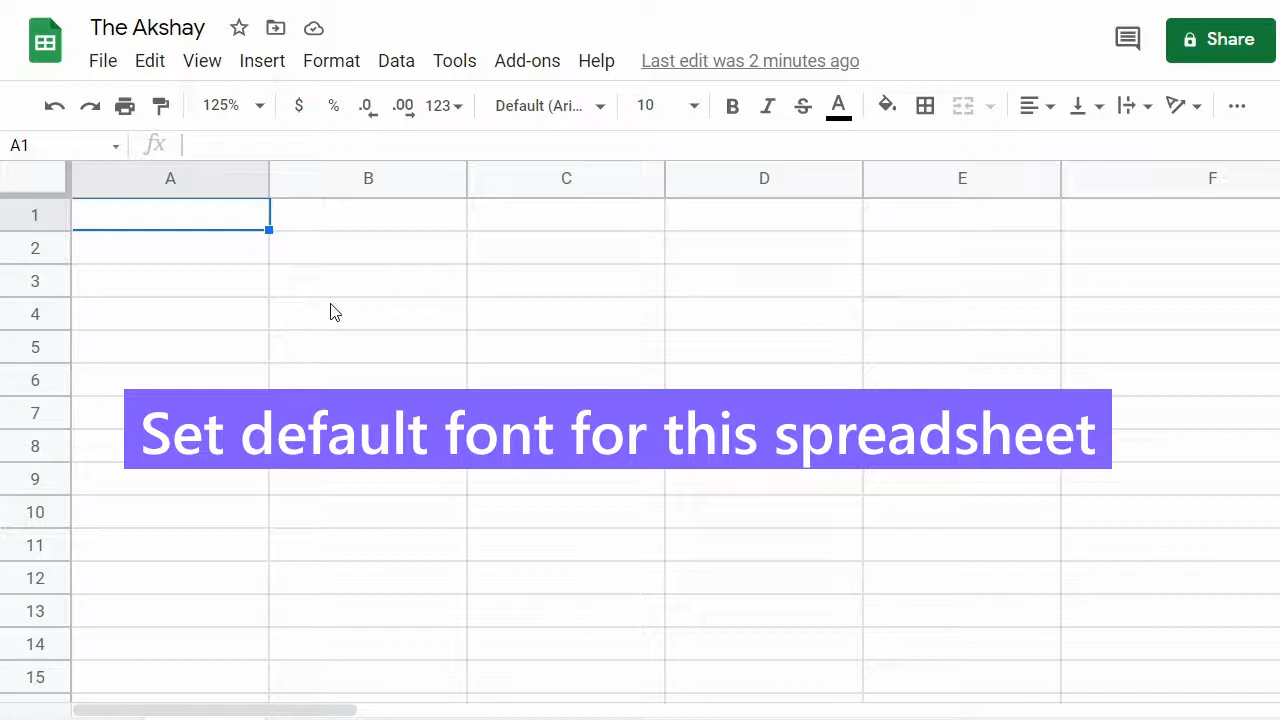 The Akshay
File Edit View Insert Format Data Tools Add-ons Help Last edit was 2 minutes ago
Share
125% $ % .0 .00 123 Default (Ari... 10 B I S A
A1 fx
A B C D E F
1
2
3
4
5
6
7
Set default font for this spreadsheet
8
9
10
11
12
13
14
15